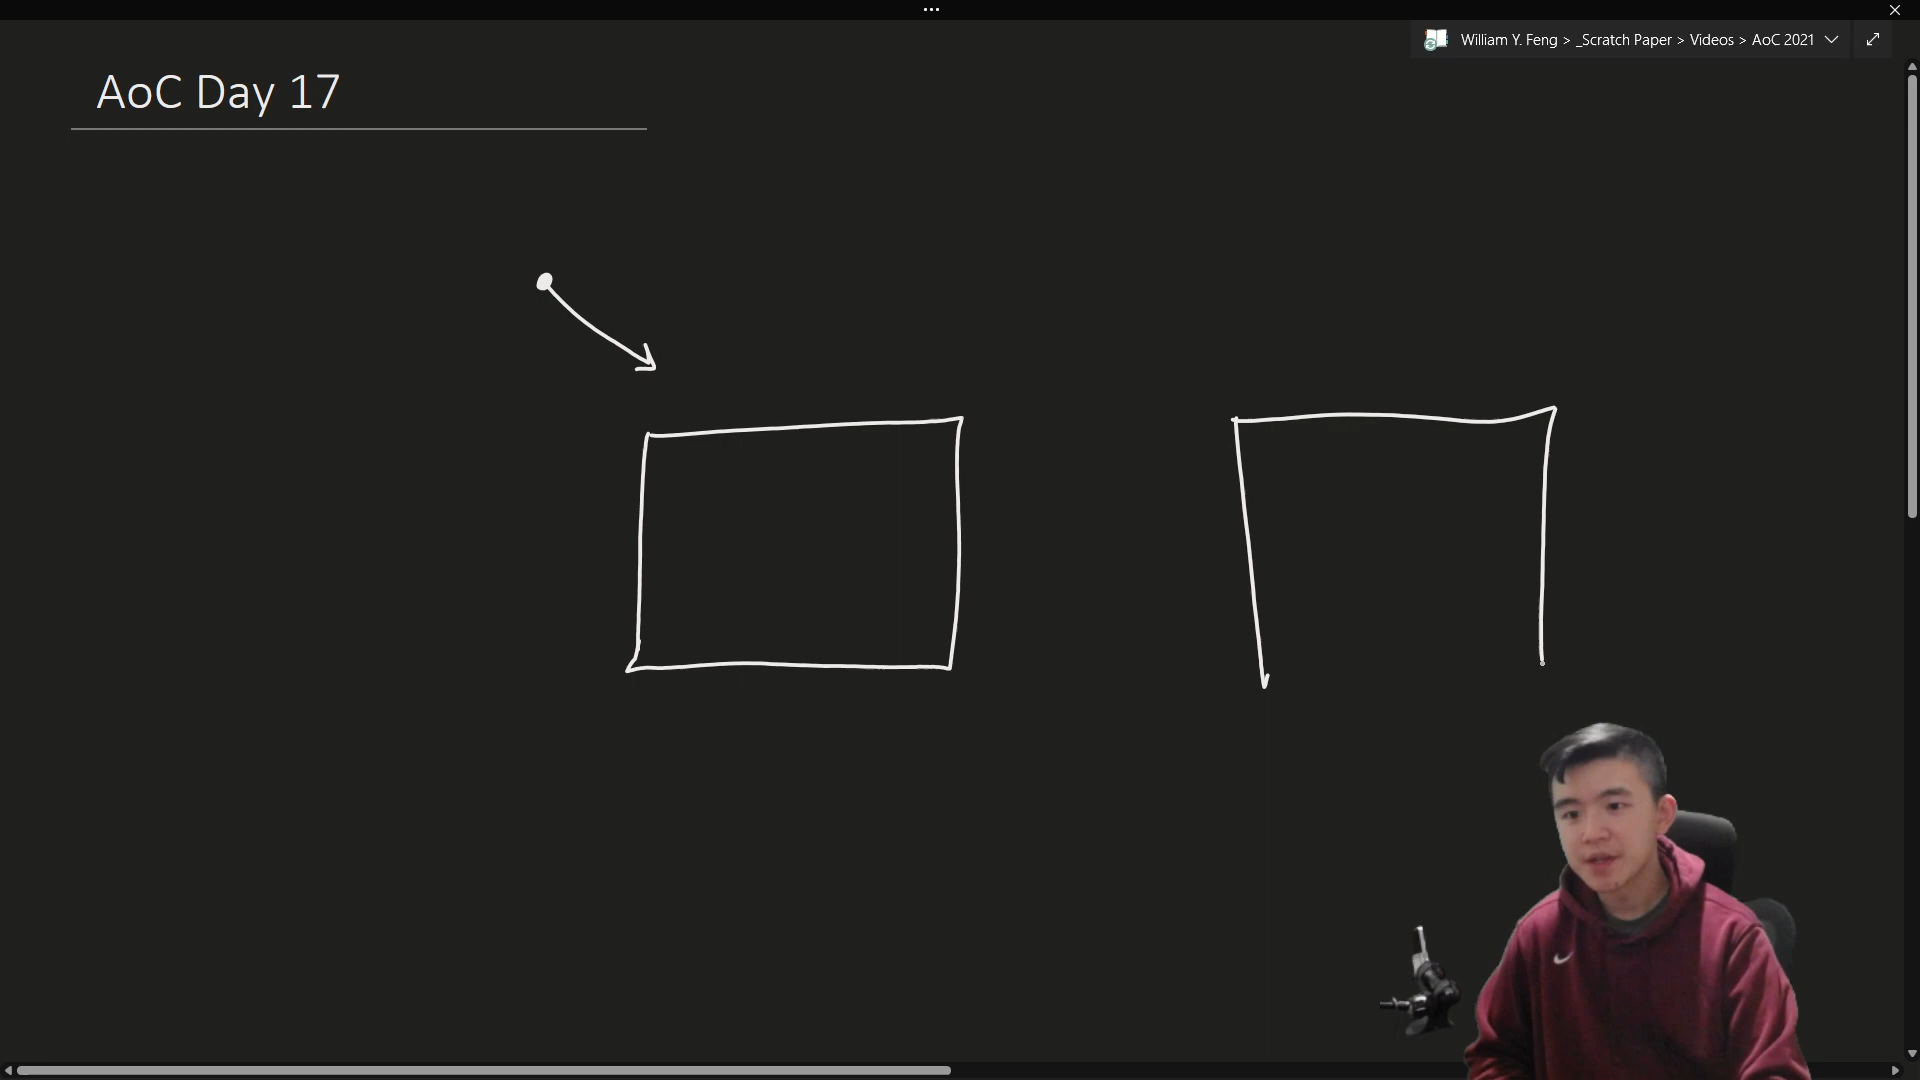 William Y. Feng > _Scratch Paper > Videos > AoC 2021
AoC Day 17